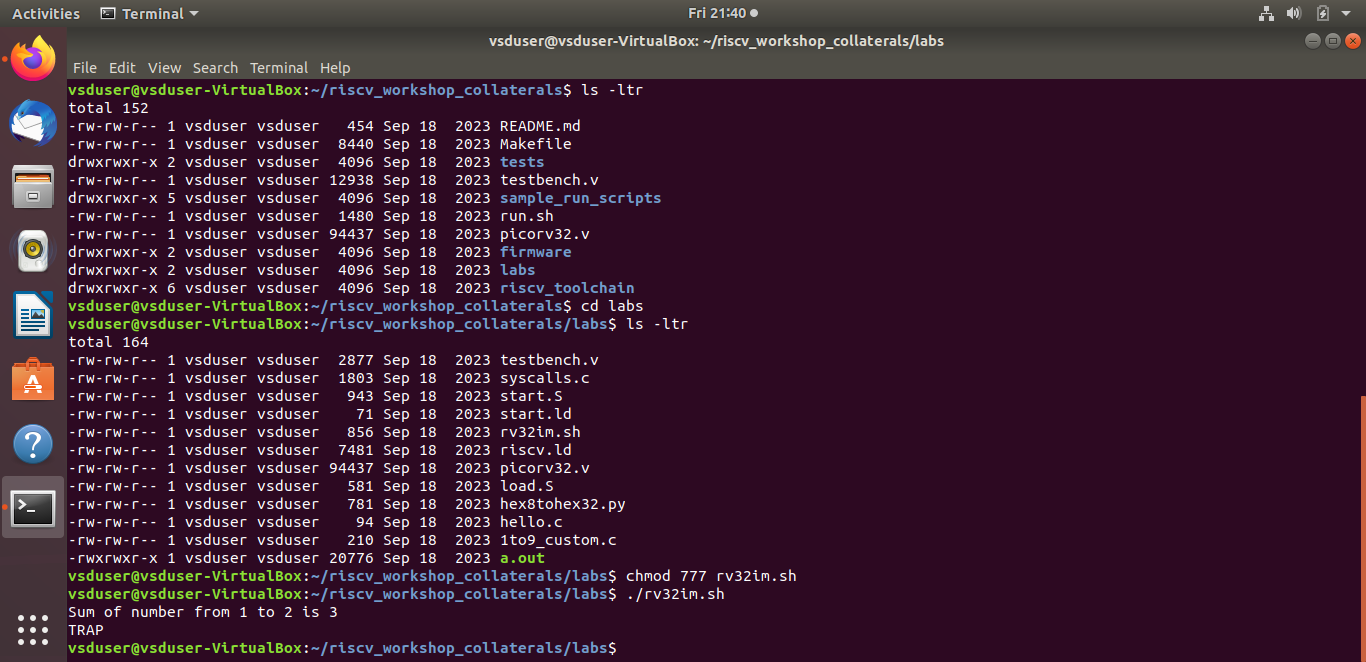 Activities Terminal Fri 21:40
vsduser@vsduser-VirtualBox: ~/riscv_workshop_collaterals/labs
File Edit View Search Terminal Help
vsduser@vsduser-VirtualBox:~/riscv_workshop_collaterals$ ls -ltr
total 152
-rw-rw-r-- 1 vsduser vsduser   454 Sep 18  2023 README.md
-rw-rw-r-- 1 vsduser vsduser  8440 Sep 18  2023 Makefile
drwxrwxr-x 2 vsduser vsduser  4096 Sep 18  2023 tests
-rw-rw-r-- 1 vsduser vsduser 12938 Sep 18  2023 testbench.v
drwxrwxr-x 5 vsduser vsduser  4096 Sep 18  2023 sample_run_scripts
-rw-rw-r-- 1 vsduser vsduser  1480 Sep 18  2023 run.sh
-rw-rw-r-- 1 vsduser vsduser 94437 Sep 18  2023 picorv32.v
drwxrwxr-x 2 vsduser vsduser  4096 Sep 18  2023 firmware
drwxrwxr-x 2 vsduser vsduser  4096 Sep 18  2023 labs
drwxrwxr-x 6 vsduser vsduser  4096 Sep 18  2023 riscv_toolchain
vsduser@vsduser-VirtualBox:~/riscv_workshop_collaterals$ cd labs
vsduser@vsduser-VirtualBox:~/riscv_workshop_collaterals/labs$ ls -ltr
total 164
-rw-rw-r-- 1 vsduser vsduser  2877 Sep 18  2023 testbench.v
-rw-rw-r-- 1 vsduser vsduser  1803 Sep 18  2023 syscalls.c
-rw-rw-r-- 1 vsduser vsduser   943 Sep 18  2023 start.S
-rw-rw-r-- 1 vsduser vsduser    71 Sep 18  2023 start.ld
-rw-rw-r-- 1 vsduser vsduser   856 Sep 18  2023 rv32im.sh
-rw-rw-r-- 1 vsduser vsduser  7481 Sep 18  2023 riscv.ld
-rw-rw-r-- 1 vsduser vsduser 94437 Sep 18  2023 picorv32.v
-rw-rw-r-- 1 vsduser vsduser   581 Sep 18  2023 load.S
-rw-rw-r-- 1 vsduser vsduser   781 Sep 18  2023 hex8tohex32.py
-rw-rw-r-- 1 vsduser vsduser    94 Sep 18  2023 hello.c
-rw-rw-r-- 1 vsduser vsduser   210 Sep 18  2023 1to9_custom.c
-rwxrwxr-x 1 vsduser vsduser 20776 Sep 18  2023 a.out
vsduser@vsduser-VirtualBox:~/riscv_workshop_collaterals/labs$ chmod 777 rv32im.sh
vsduser@vsduser-VirtualBox:~/riscv_workshop_collaterals/labs$ ./rv32im.sh
Sum of number from 1 to 2 is 3
TRAP
vsduser@vsduser-VirtualBox:~/riscv_workshop_collaterals/labs$